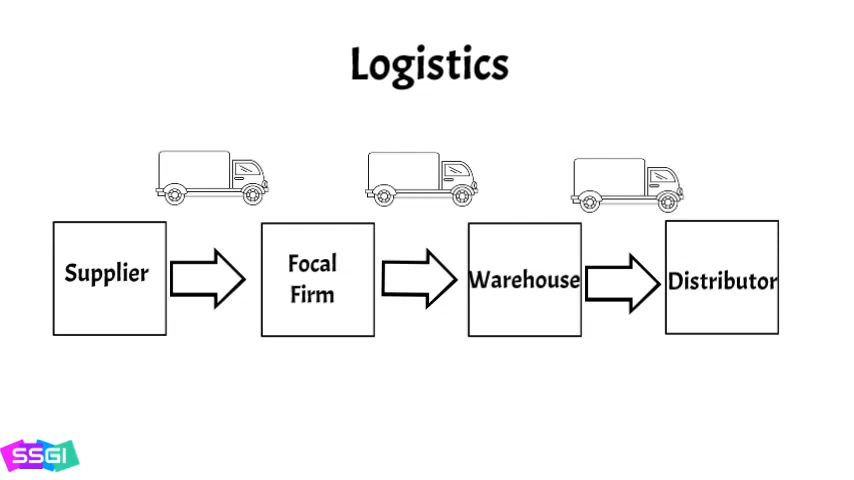 Logistics
Supplier
Focal
Firm
Warehouse
Distributor
SSGI